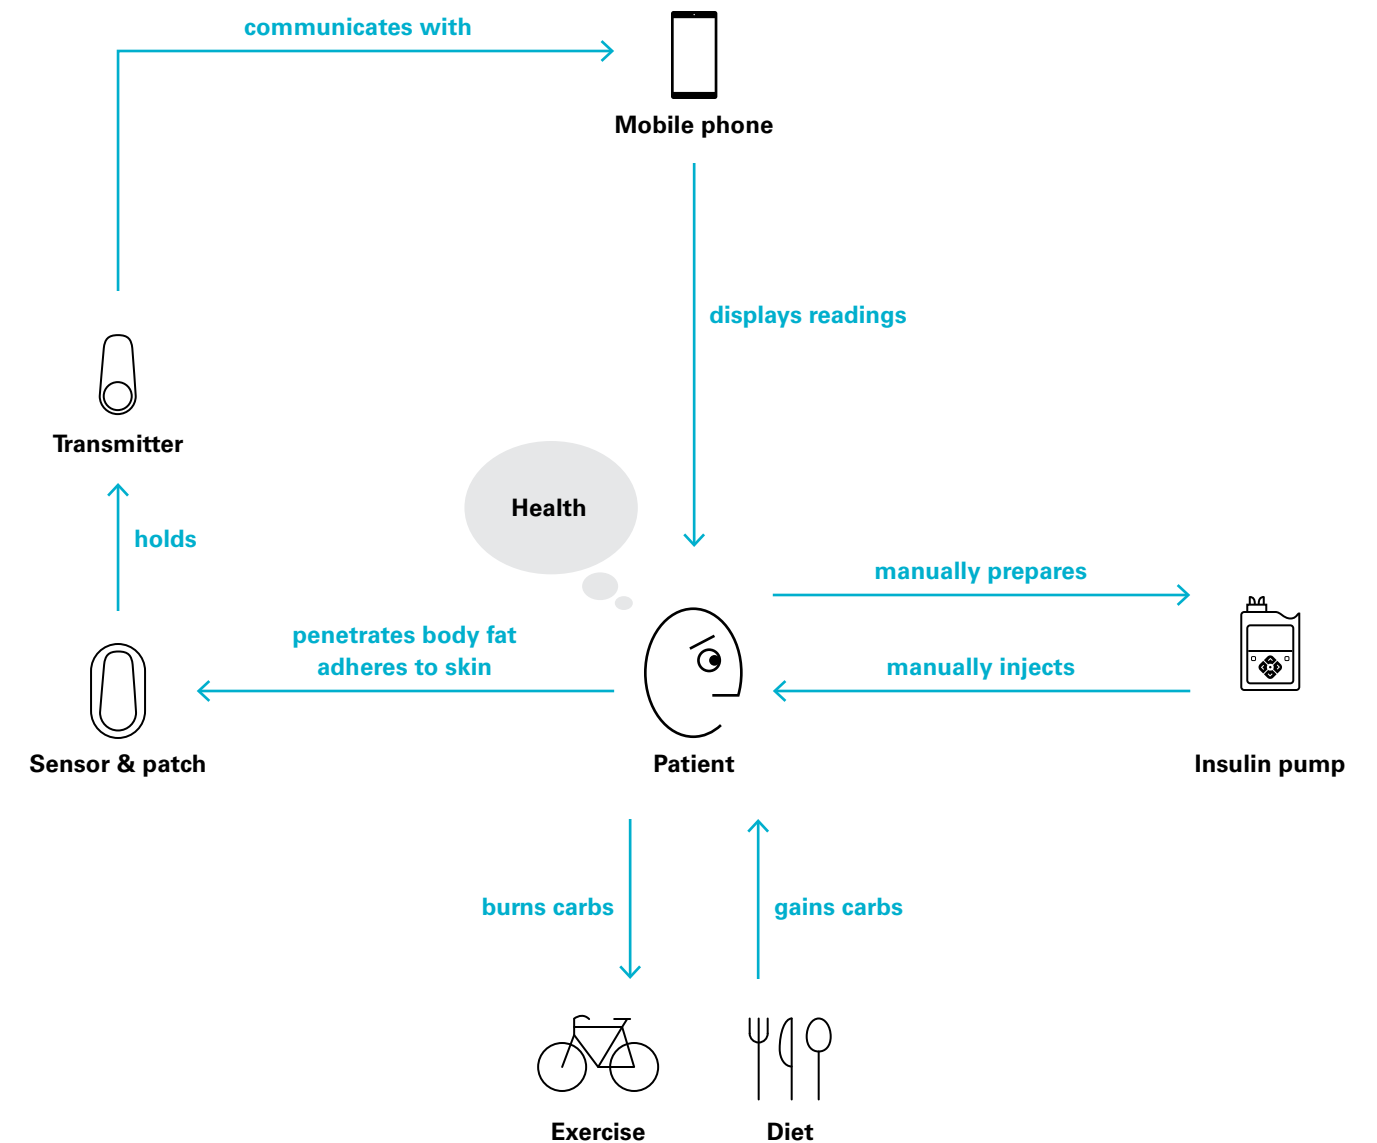 communicates with
Mobile phone
displays readings
Transmitter
Health
holds
manually prepares
penetrates body fat
adheres to skin
manually injects
Sensor & patch
Patient
Insulin pump
burns carbs
gains carbs
Exercise
Diet